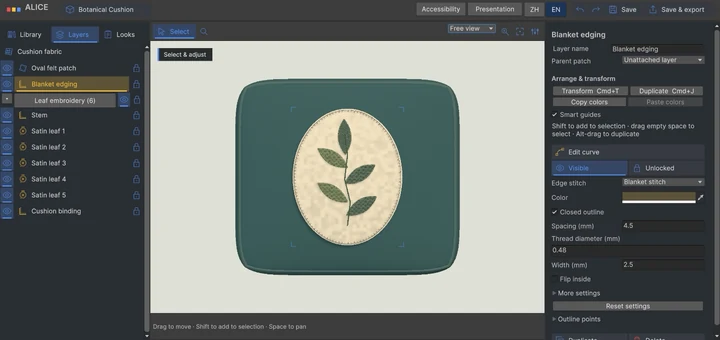 ALICE
Botanical Cushion
Accessibility
Presentation
ZH
EN
Save
Save & export
Library
Layers
Looks
Cushion fabric
Oval felt patch
Blanket edging
Leaf embroidery (6)
Stem
Satin leaf 1
Satin leaf 2
Satin leaf 3
Satin leaf 4
Satin leaf 5
Cushion binding
Select
Free view
Select & adjust
Drag to move · Shift to add to selection · Space to pan
Blanket edging
Layer name Blanket edging
Parent patch Unattached layer
Arrange & transform
Transform Cmd+T Duplicate Cmd+J
Copy colors Paste colors
Smart guides
Shift to add to selection · drag empty space to
select · Alt-drag to duplicate
Edit curve
Visible Unlocked
Edge stitch Blanket stitch
Color
Closed outline
Spacing (mm) 4.5
Thread diameter (mm)
0.46
Width (mm) 2.5
Flip inside
More settings
Reset settings
Outline points
Duplicate Delete